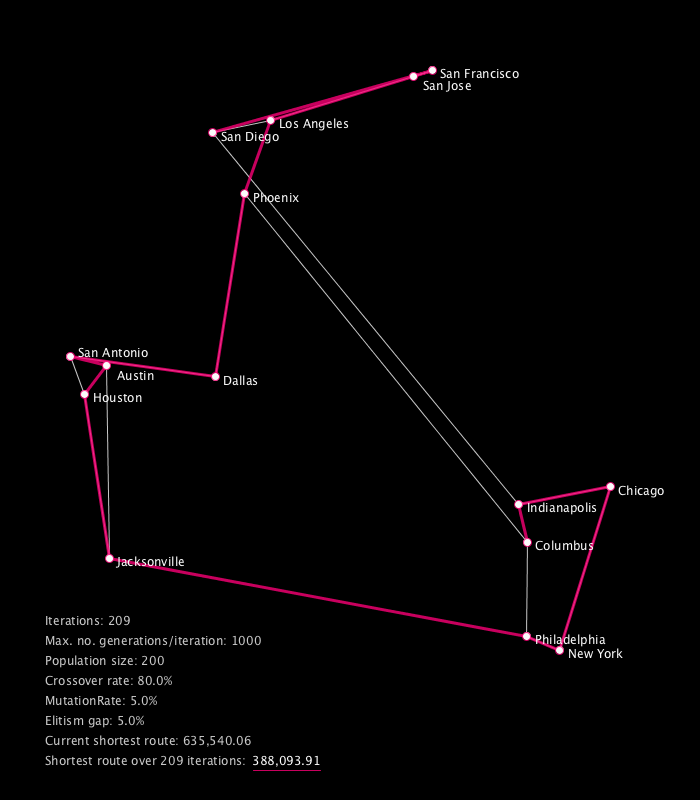 San Francisco
San Jose
Los Angeles
San Diego
Phoenix
San Antonio
Austin
Dallas
Houston
Chicago
Indianapolis
Columbus
Jacksonville
Philadelphia
New York
Iterations: 209
Max. no. generations/iteration: 1000
Population size: 200
Crossover rate: 80.0%
MutationRate: 5.0%
Elitism gap: 5.0%
Current shortest route: 635,540.06
Shortest route over 209 iterations: 388,093.91